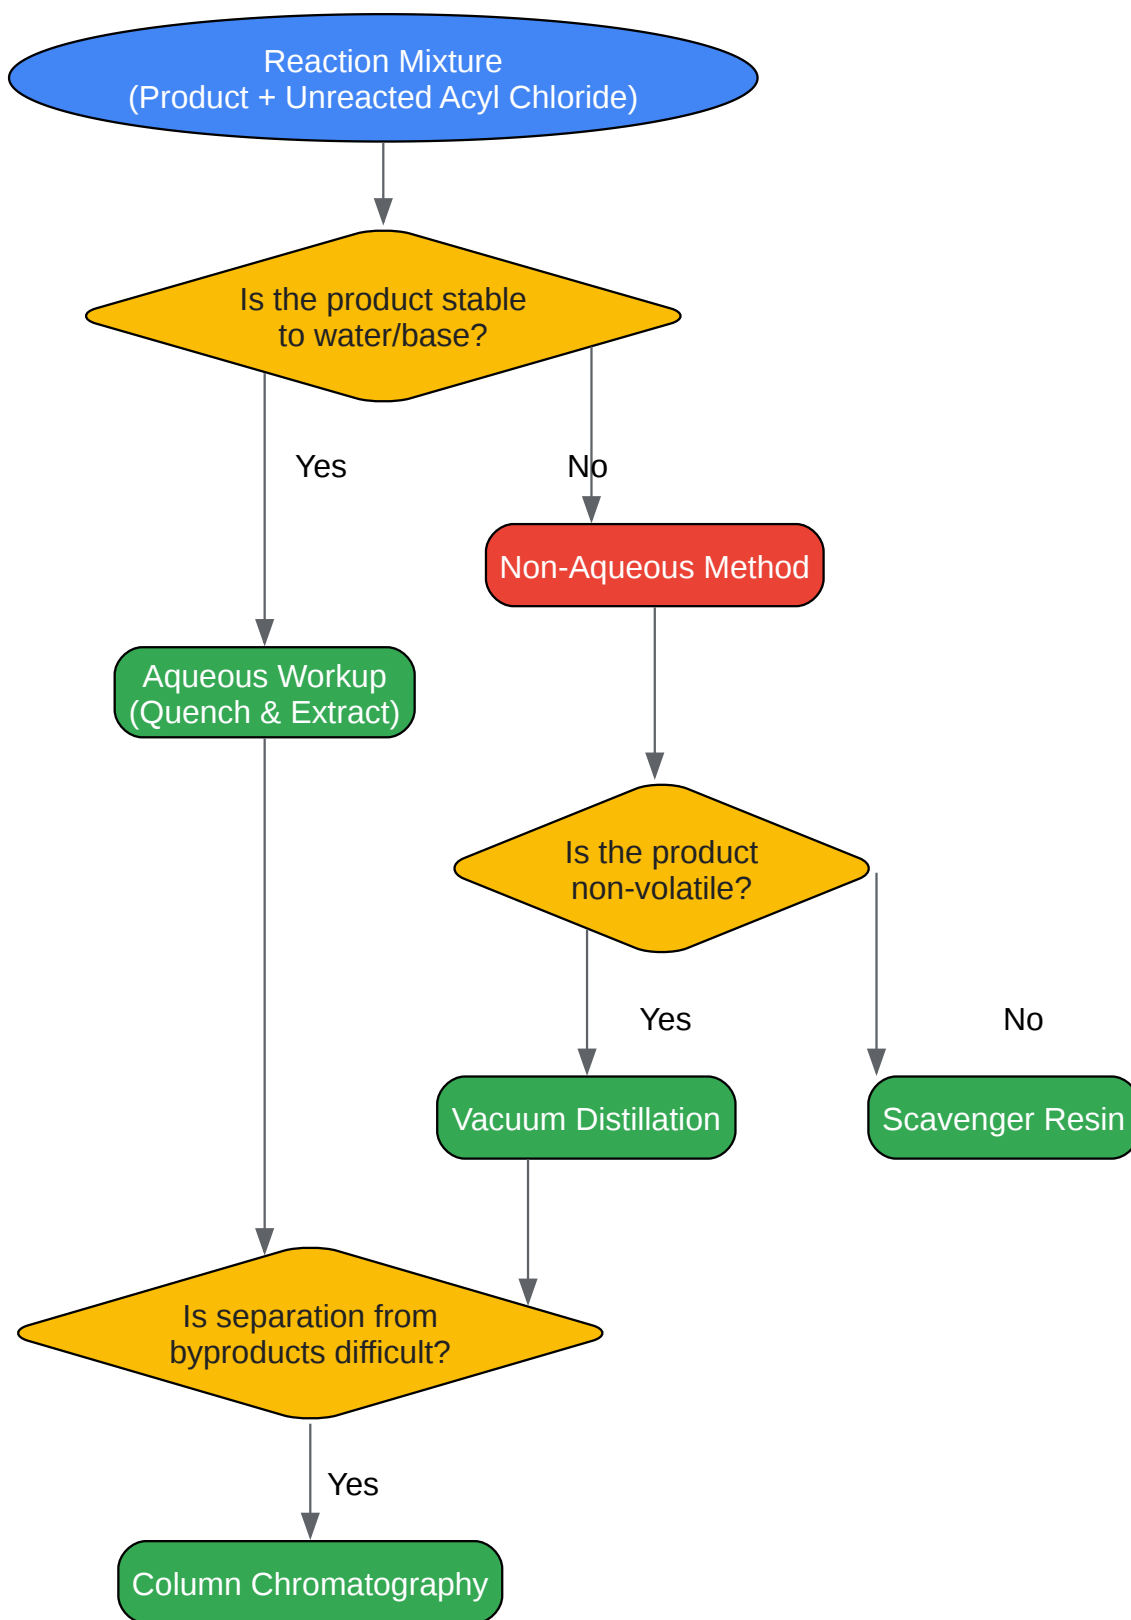 Reaction Mixture
(Product + Unreacted Acyl Chloride)
Is the product stable
to water/base?
Yes
No
Non-Aqueous Method
Aqueous Workup
(Quench & Extract)
Is the product
non-volatile?
Yes
No
Vacuum Distillation
Scavenger Resin
Is separation from
byproducts difficult?
Yes
Column Chromatography